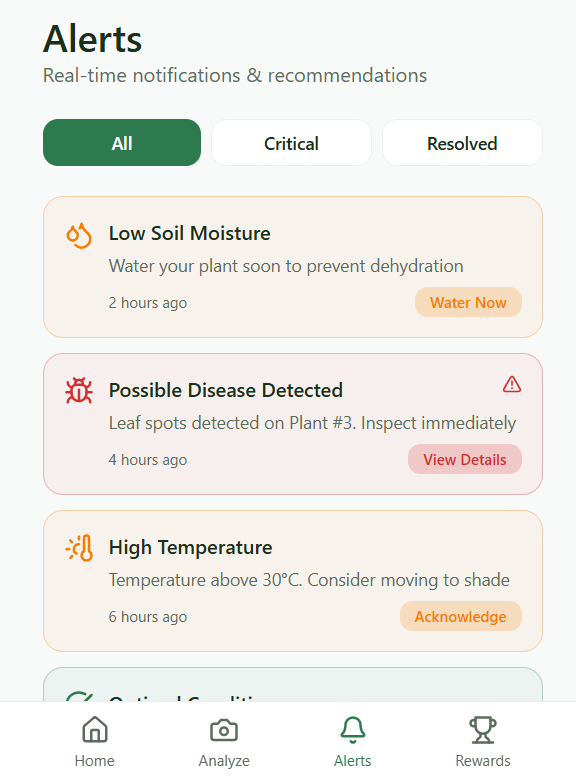 Alerts
Real-time notifications & recommendations
All
Critical
Resolved
Low Soil Moisture
Water your plant soon to prevent dehydration
2 hours ago
Water Now
Possible Disease Detected
Leaf spots detected on Plant #3. Inspect immediately
4 hours ago
View Details
High Temperature
Temperature above 30°C. Consider moving to shade
6 hours ago
Acknowledge
Home
Analyze
Alerts
Rewards